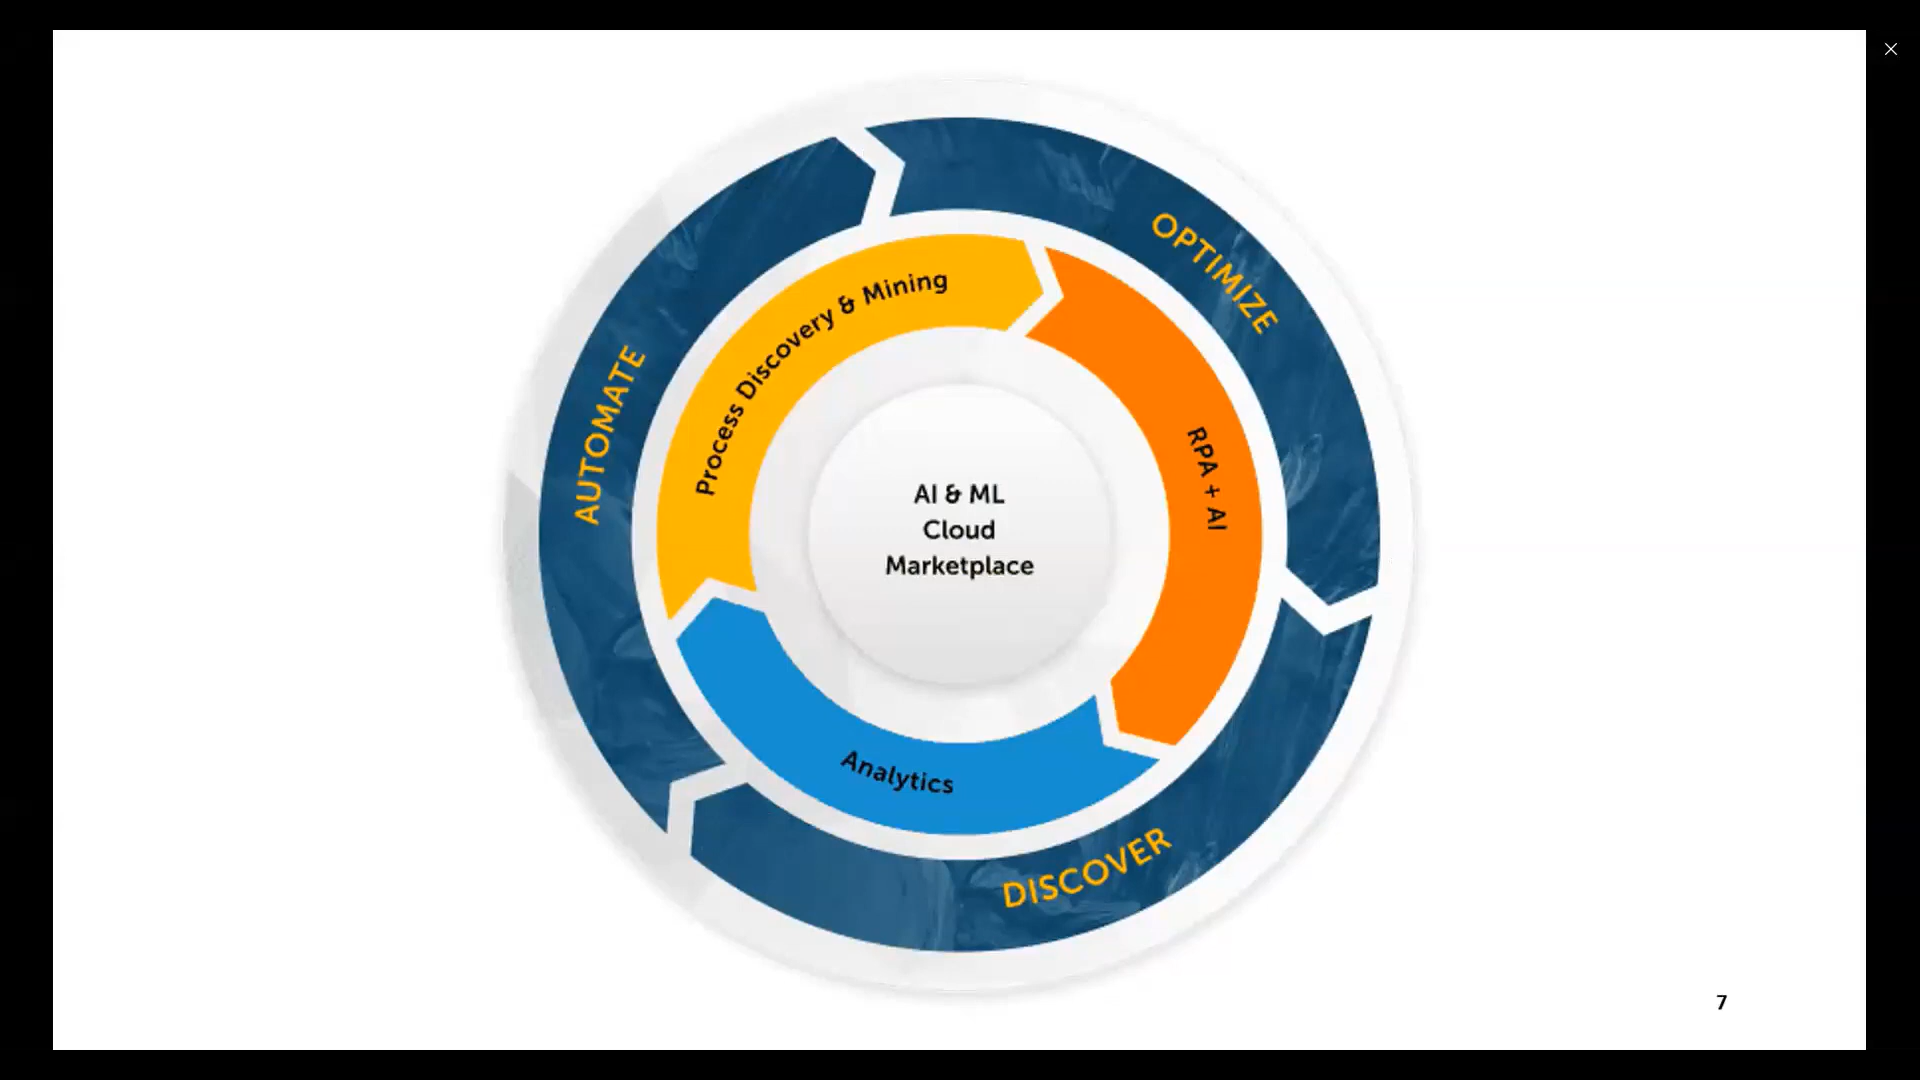 OPTIMIZE
AUTOMATE
Process Discovery & Mining
RPA + AI
AI & ML
Cloud
Marketplace
Analytics
DISCOVER
7